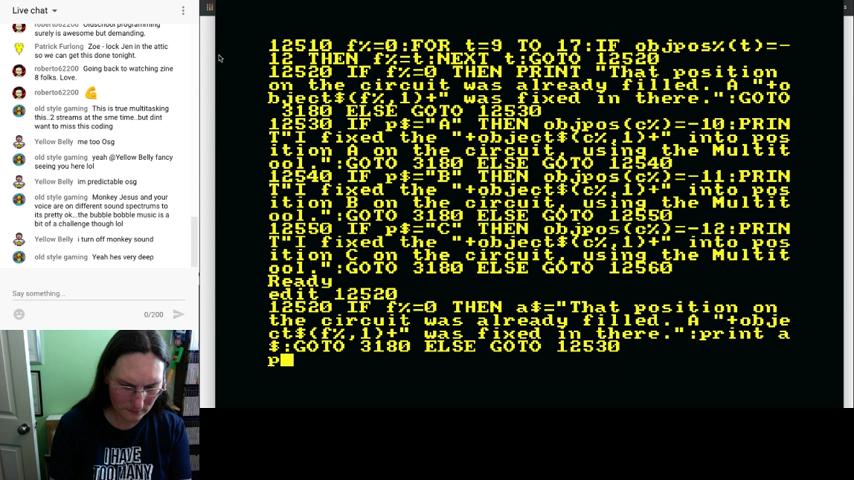 Live chat
roberto62200 Oldschool programming
surely is awesome but demanding.
Patrick Furlong Zoe - lock Jen in the attic
so we can get this done tonight.
roberto62200 Going back to watching zine
8 folks. Love.
roberto62200 💪
old style gaming This is true multitasking
this..2 streams at the sme time..but dint
want to miss this coding
Yellow Belly me too Osg
old style gaming yeah @Yellow Belly fancy
seeing you here lol
Yellow Belly im predictable osg
old style gaming Monkey Jesus and your
voice are on different sound spectrums to
its pretty ok...the bubble bobble music is a
bit of a challenge though lol
Yellow Belly i turn off monkey sound
old style gaming Yeah hes very deep
Say something...
0/200
I HAVE
TOO MANY
12510 f%=0:FOR t=9 TO 17:IF objpos%(t)=-
12 THEN f%=t:NEXT t:GOTO 12520
12520 IF f%=0 THEN PRINT "That position
on the circuit was already filled. A "+o
bject$(f%,1)+" was fixed in there.":GOTO
3180 ELSE GOTO 12530
12530 IF p$="A" THEN objpos(c%)=-10:PRIN
T"I fixed the "+object$(c%,1)+" into pos
ition A on the circuit, using the Multit
ool.":GOTO 3180 ELSE GOTO 12540
12540 IF p$="B" THEN objpos(c%)=-11:PRIN
T"I fixed the "+object$(c%,1)+" into pos
ition B on the circuit, using the Multit
ool.":GOTO 3180 ELSE GOTO 12550
12550 IF p$="C" THEN objpos(c%)=-12:PRIN
T"I fixed the "+object$(c%,1)+" into pos
ition C on the circuit, using the Multit
ool.":GOTO 3180 ELSE GOTO 12560
Ready
edit 12520
12520 IF f%=0 THEN a$="That position on
the circuit was already filled. A "+obje
ct$(f%,1)+" was fixed in there.":print a
$:GOTO 3180 ELSE GOTO 12530
p